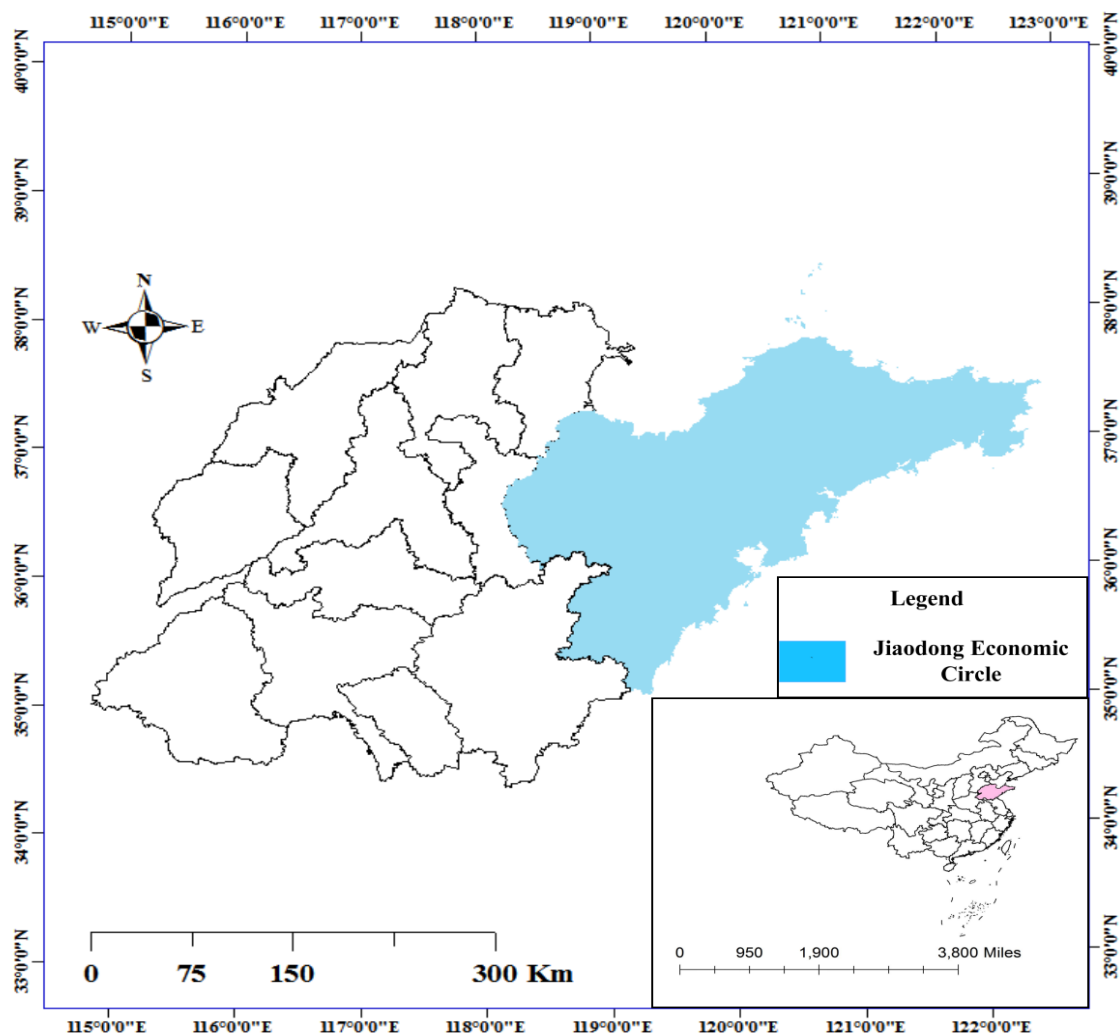 115°0'0"E 116°0'0"E 117°0'0"E 118°0'0"E 119°0'0"E 120°0'0"E 121°0'0"E 122°0'0"E 123°0'0"E
40°0'0"N
39°0'0"N
38°0'0"N
37°0'0"N
36°0'0"N
35°0'0"N
34°0'0"N
33°0'0"N
40°0'0"N
39°0'0"N
38°0'0"N
37°0'0"N
36°0'0"N
35°0'0"N
34°0'0"N
33°0'0"N
N
W E
S
Legend
Jiaodong Economic
Circle
0 75 150 300 Km
0 950 1,900 3,800 Miles
115°0'0"E 116°0'0"E 117°0'0"E 118°0'0"E 119°0'0"E 120°0'0"E 121°0'0"E 122°0'0"E